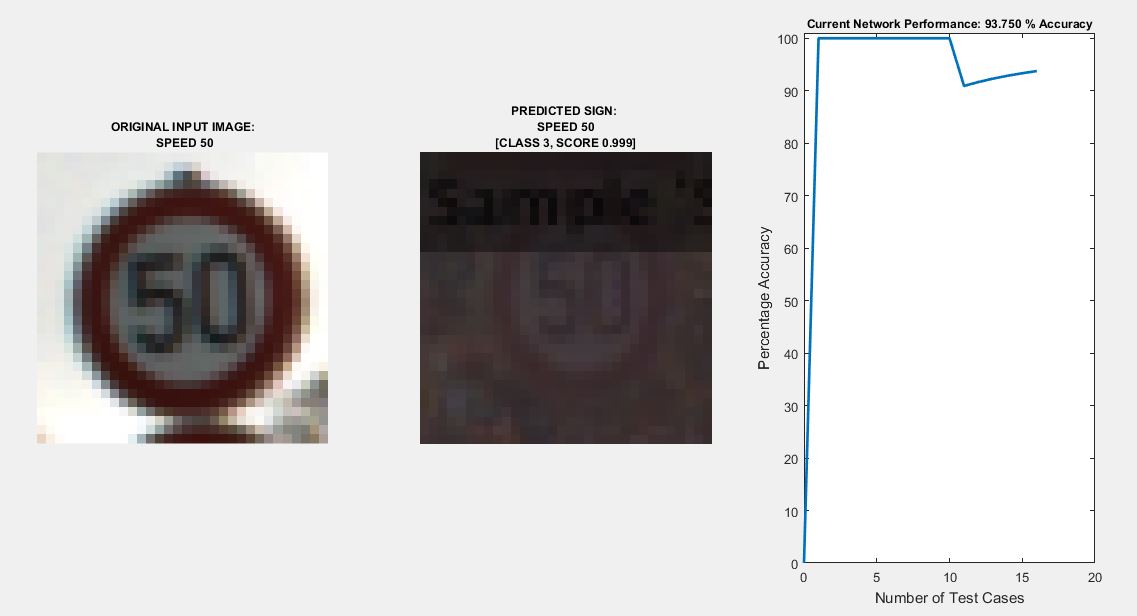 ORIGINAL INPUT IMAGE:
SPEED 50
50
PREDICTED SIGN:
SPEED 50
[CLASS 3, SCORE 0.999]
Sample 'S
50
Current Network Performance: 93.750 % Accuracy
Percentage Accuracy
100
90
80
70
60
50
40
30
20
10
0
0 5 10 15 20
Number of Test Cases